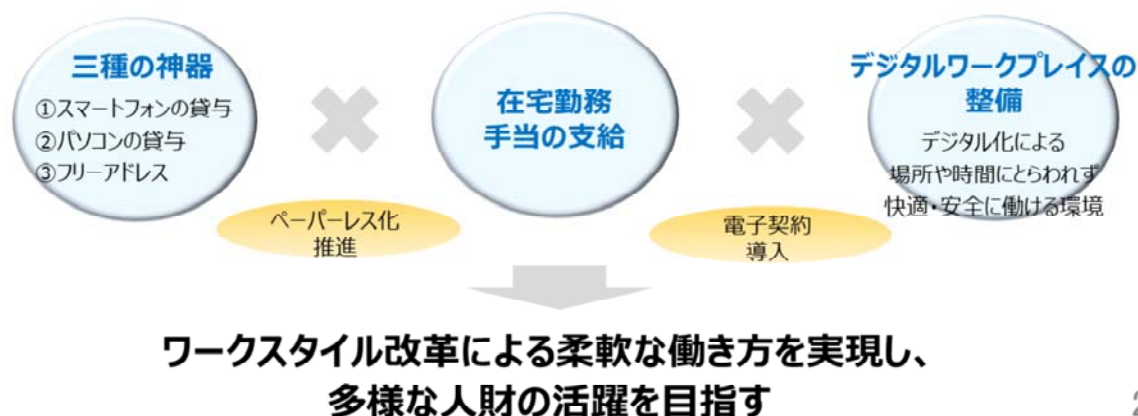 三種の神器
①スマートフォンの貸与
②パソコンの貸与
③フリーアドレス
在宅勤務
手当の支給
デジタルワークプレイスの
整備
デジタル化による
場所や時間にとらわれず
快適・安全に働ける環境
ペーパーレス化
推進
電子契約
導入
ワークスタイル改革による柔軟な働き方を実現し、
多様な人財の活躍を目指す